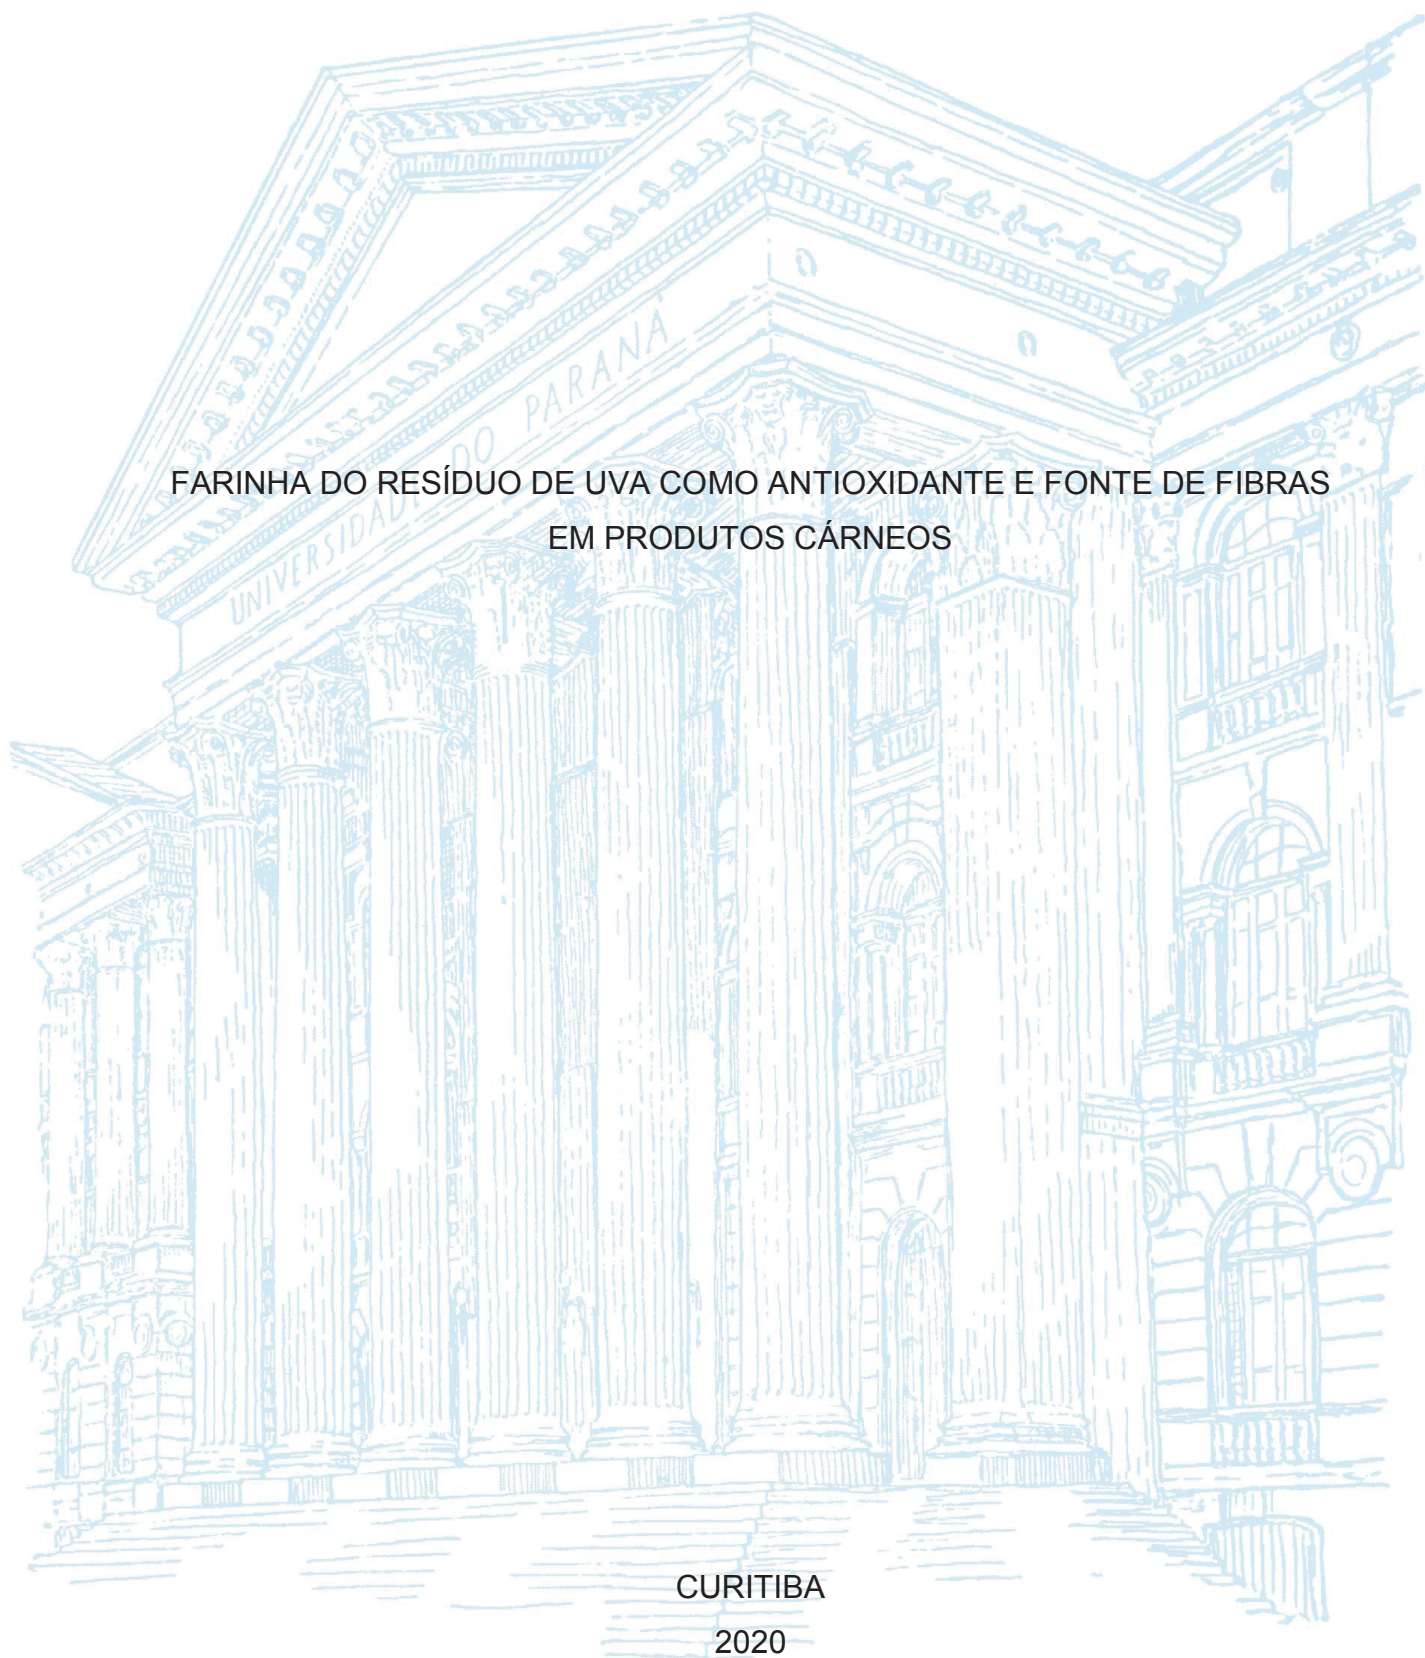 UNIVERSIDADE DO PARANÁ
FARINHA DO RESÍDUO DE UVA COMO ANTIOXIDANTE E FONTE DE FIBRAS
EM PRODUTOS CÁRNEOS
CURITIBA
2020